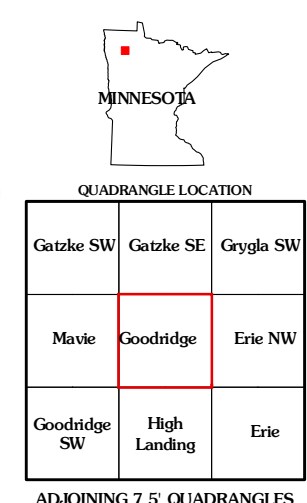 MINNESOTA
QUADRANGLE LOCATION
Gatzke SW Gatzke SE Grygla SW
Mavie Goodridge Erie NW
Goodridge
SW
High
Landing
Erie
ADJOINING 7.5' QUADRANGLES